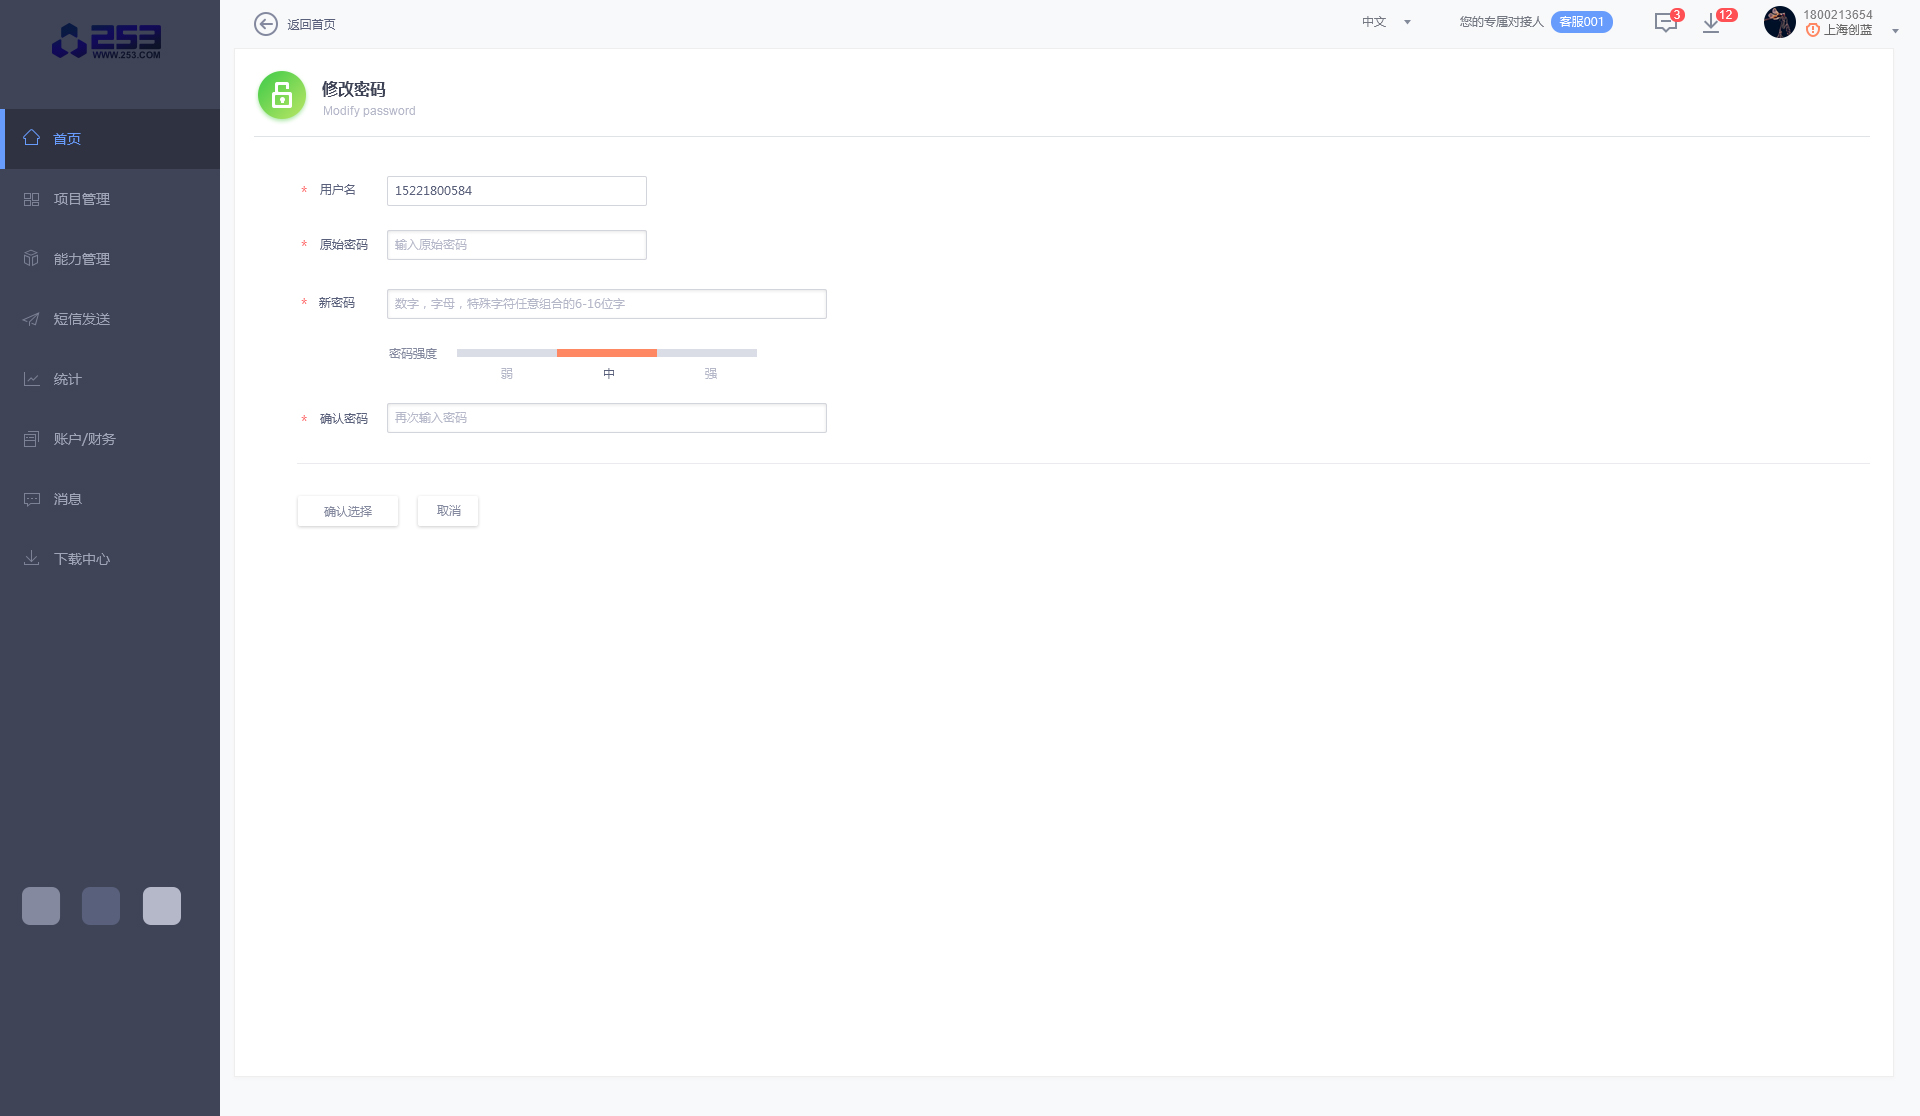 253
WWW.253.COM
返回首页
中文
您的专属对接人 客服001
3
12
1800213654
上海创蓝
首页
项目管理
能力管理
短信发送
统计
账户/财务
消息
下载中心
修改密码
Modify password
* 用户名 15221800584
* 原始密码 输入原始密码
* 新密码 数字，字母，特殊字符任意组合的6-16位字
密码强度
弱 中 强
* 确认密码 再次输入密码
确认选择 取消